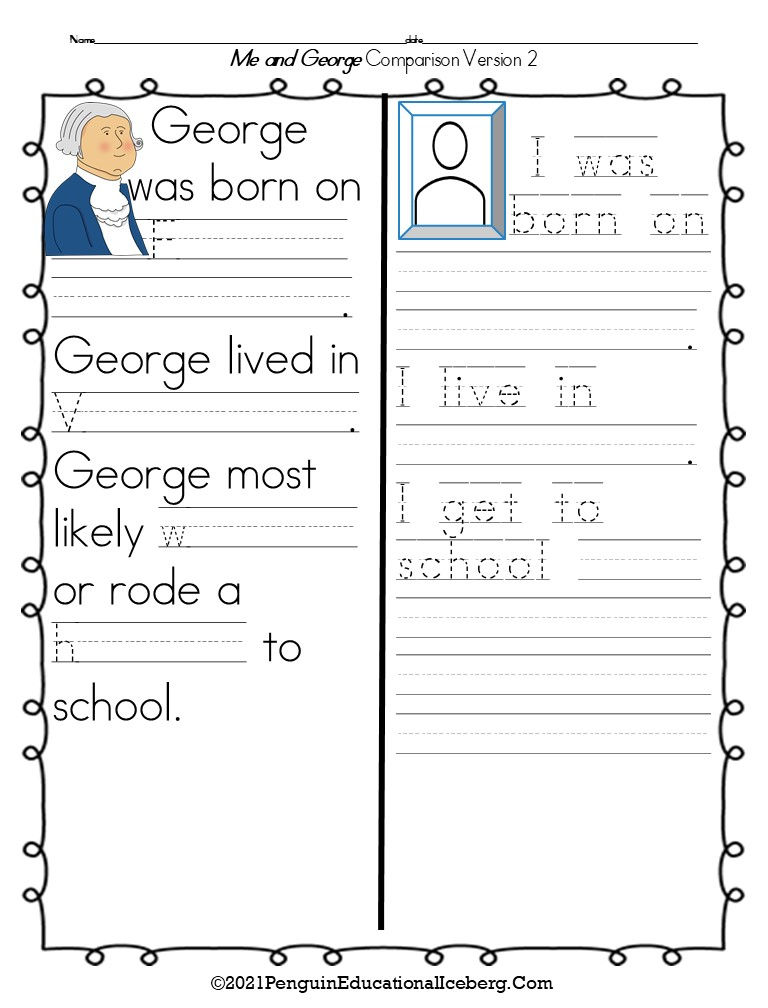 Name date
Me and George Comparison Version 2
George
was born on
F
.
George lived in
V .
George most
likely w
or rode a
h to
school.
I was
born on
.
I live in
.
I get to
school
©2021PenguinEducationalIceberg.Com